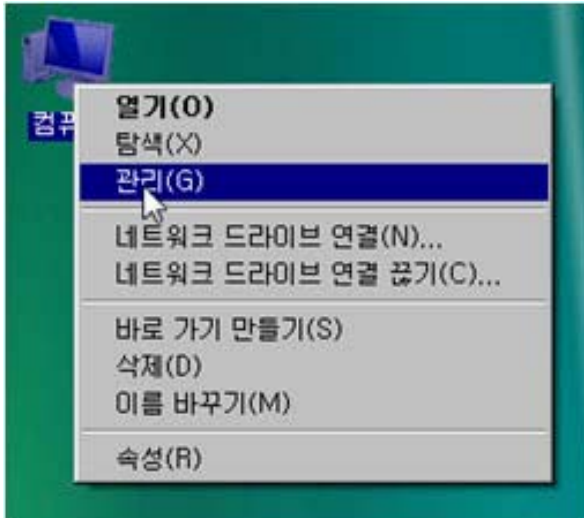 열기(O)
탐색(X)
관리(G)
네트워크 드라이브 연결(N)...
네트워크 드라이브 연결 끊기(C)...
바로 가기 만들기(S)
삭제(D)
이름 바꾸기(M)
속성(R)